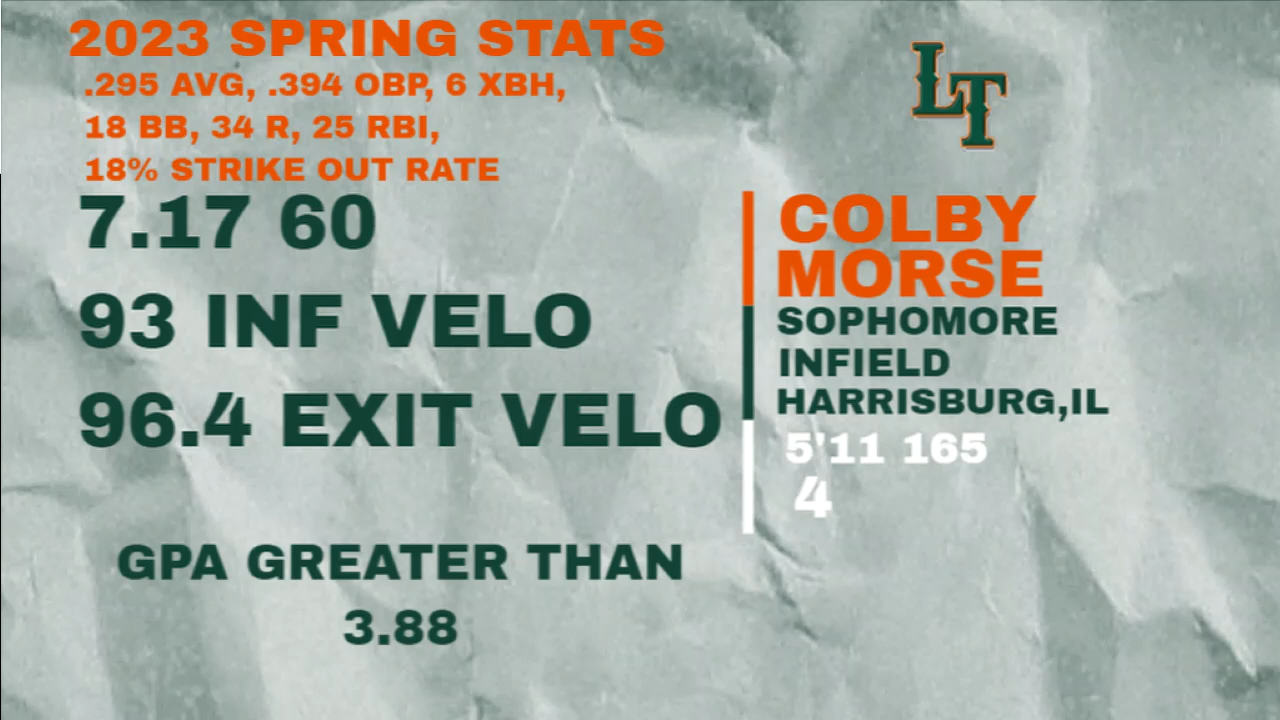 2023 SPRING STATS
.295 AVG, .394 OBP, 6 XBH,
18 BB, 34 R, 25 RBI,
18% STRIKE OUT RATE
7.17 60
93 INF VELO
96.4 EXIT VELO
GPA GREATER THAN
3.88
LT
COLBY
MORSE
SOPHOMORE
INFIELD
HARRISBURG,IL
5'11 165
4